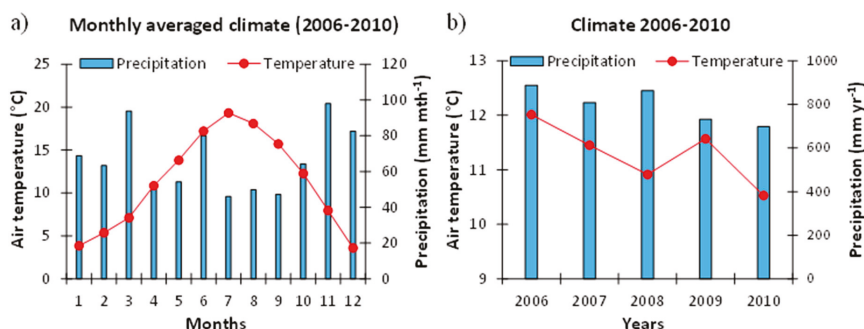 a) Monthly averaged climate (2006-2010)
Precipitation Temperature
Air temperature (°C)
25
20
15
10
5
0
120
100
80
60
40
20
0
Precipitation (mm mth⁻¹)
1 2 3 4 5 6 7 8 9 10 11 12
Months
b) Climate 2006-2010
Precipitation Temperature
Air temperature (°C)
13
12
11
10
9
1000
800
600
400
200
0
Precipitation (mm yr⁻¹)
2006 2007 2008 2009 2010
Years